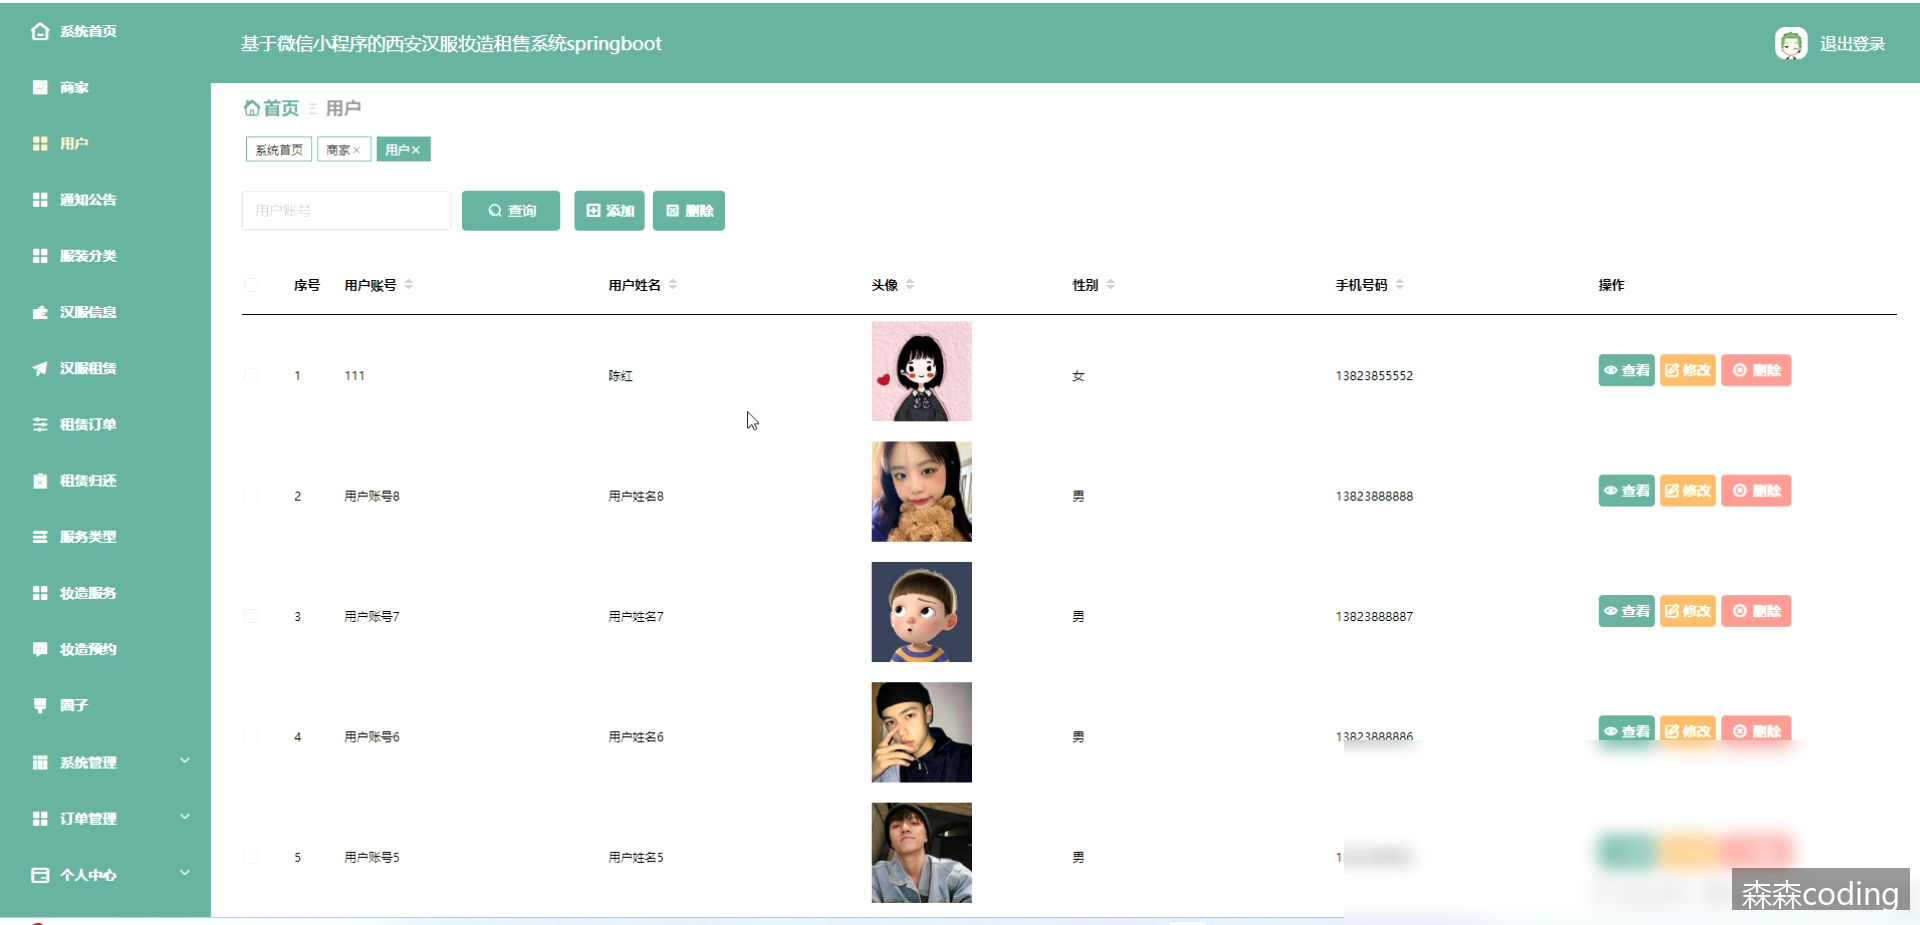 系统首页
商家
用户
通知公告
服装分类
汉服信息
汉服租赁
租赁订单
租赁归还
服务类型
妆造服务
妆造预约
圈子
系统管理
订单管理
个人中心
基于微信小程序的西安汉服妆造租售系统springboot
退出登录
首页 用户
系统首页 商家 用户
用户账号 查询 添加 删除
序号 用户账号 用户姓名 头像 性别 手机号码 操作
1 111 陈红 女 13823855552 查看 修改 删除
2 用户账号8 用户姓名8 男 13823888888 查看 修改 删除
3 用户账号7 用户姓名7 男 13823888887 查看 修改 删除
4 用户账号6 用户姓名6 男 13823888886 查看 修改 删除
5 用户账号5 用户姓名5 男
森森coding